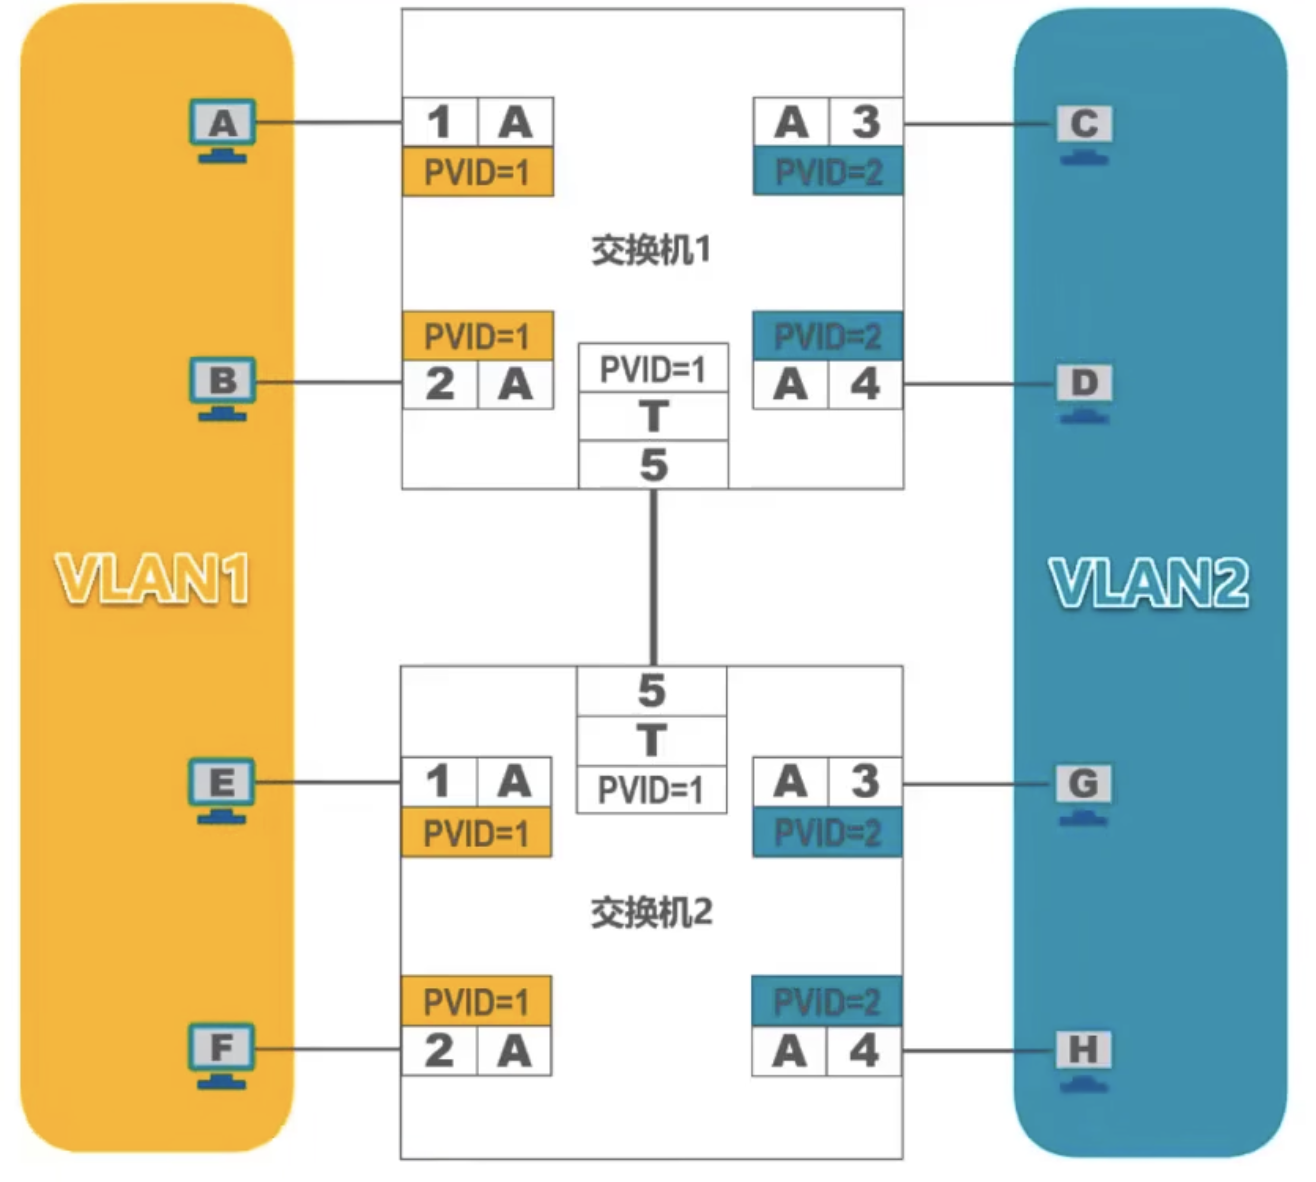 A
1 A
PVID=1
A 3
PVID=2
C
交换机1
B
PVID=1
2 A
PVID=1
T
5
PVID=2
A 4
D
VLAN1
VLAN2
5
T
PVID=1
E
1 A
PVID=1
A 3
PVID=2
G
交换机2
F
PVID=1
2 A
PVID=2
A 4
H